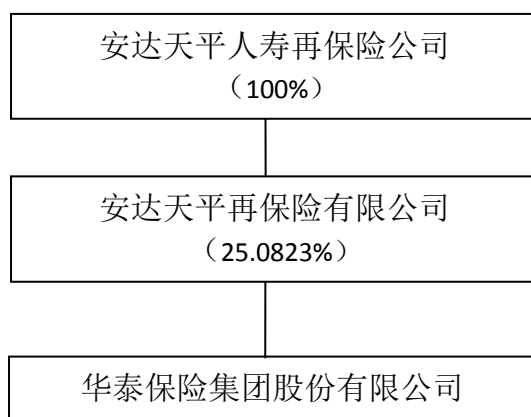 安达天平人寿再保险公司
（100%）
安达天平再保险有限公司
（25.0823%）
华泰保险集团股份有限公司